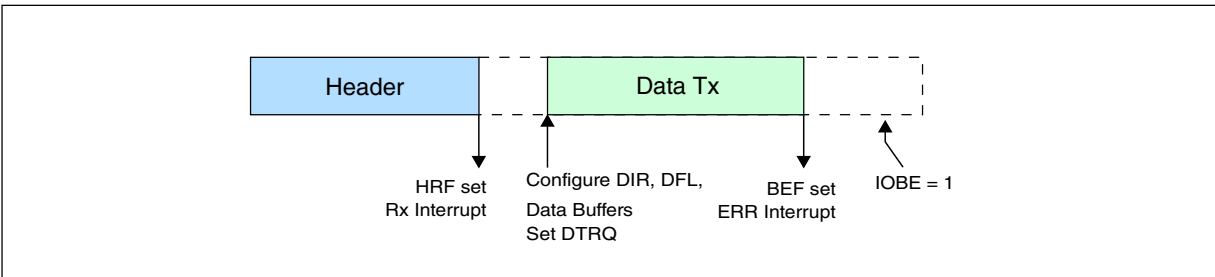 Header
Data Tx
HRF set
Rx Interrupt
Configure DIR, DFL,
Data Buffers
Set DTRQ
BEF set
ERR Interrupt
IOBE = 1